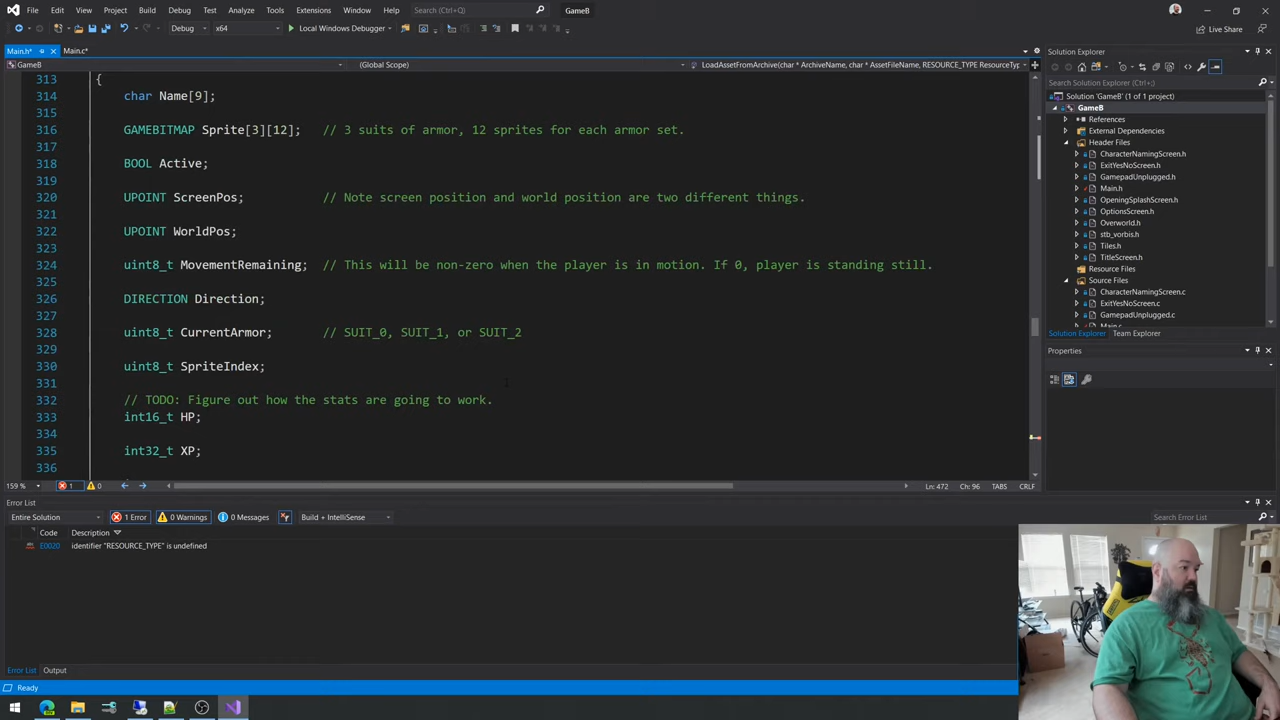 File Edit View Git Project Build Debug Test Analyze Tools Extensions Window Help Search (Ctrl+Q) GameB
Debug x64 Local Windows Debugger Live Share
Main.h* Main.c*
GameB (Global Scope) LoadAssetFromArchive(char * ArchiveName, char * AssetFileName, RESOURCE_TYPE ResourceTyp
313 {
314 char Name[9];
315
316 GAMEBITMAP Sprite[3][12]; // 3 suits of armor, 12 sprites for each armor set.
317
318 BOOL Active;
319
320 UPOINT ScreenPos; // Note screen position and world position are two different things.
321
322 UPOINT WorldPos;
323
324 uint8_t MovementRemaining; // This will be non-zero when the player is in motion. If 0, player is standing still.
325
326 DIRECTION Direction;
327
328 uint8_t CurrentArmor; // SUIT_0, SUIT_1, or SUIT_2
329
330 uint8_t SpriteIndex;
331
332 // TODO: Figure out how the stats are going to work.
333 int16_t HP;
334
335 int32_t XP;
336
159 % 1 0 Ln: 472 Ch: 96 TABS CRLF
Error List
Entire Solution 1 Error 0 Warnings 0 Messages Build + IntelliSense Search Error List
Code Description
E0020 identifier "RESOURCE_TYPE" is undefined
Error List Output
Ready
Solution Explorer
Search Solution Explorer (Ctrl+;)
Solution 'GameB' (1 of 1 project)
GameB
References
External Dependencies
Header Files
CharacterNamingScreen.h
ExitYesNoScreen.h
GamepadUnplugged.h
Main.h
OpeningSplashScreen.h
OptionsScreen.h
Overworld.h
stb_vorbis.h
Tiles.h
TitleScreen.h
Resource Files
Source Files
CharacterNamingScreen.c
ExitYesNoScreen.c
GamepadUnplugged.c
Main.c
Solution Explorer Team Explorer
Properties